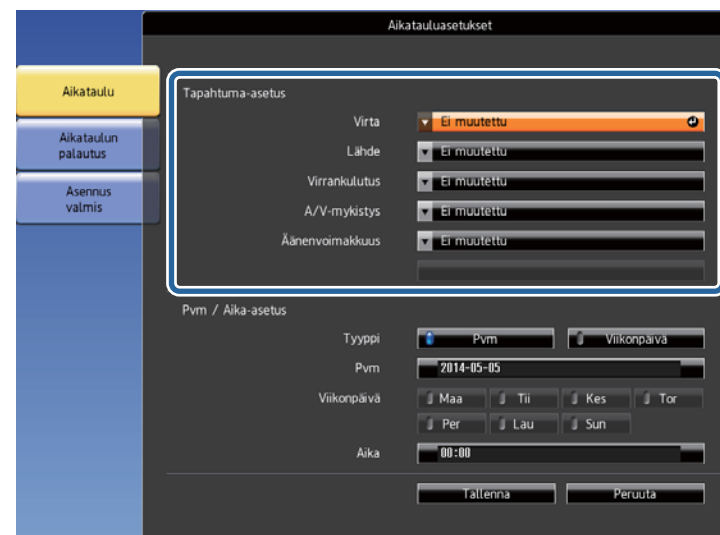 Aikatauluasetukset
Aikataulu
Aikataulun
palautus
Asennus
valmis
Tapahtuma-asetus
Virta Ei muutettu
Lähde Ei muutettu
Virrankulutus Ei muutettu
A/V-mykistys Ei muutettu
Äänenvoimakkuus Ei muutettu
Pvm / Aika-asetus
Tyyppi Pvm Viikonpäivä
Pvm 2014-05-05
Viikonpäivä Maa Tii Kes Tor
Per Lau Sun
Aika 00:00
Tallenna Peruuta